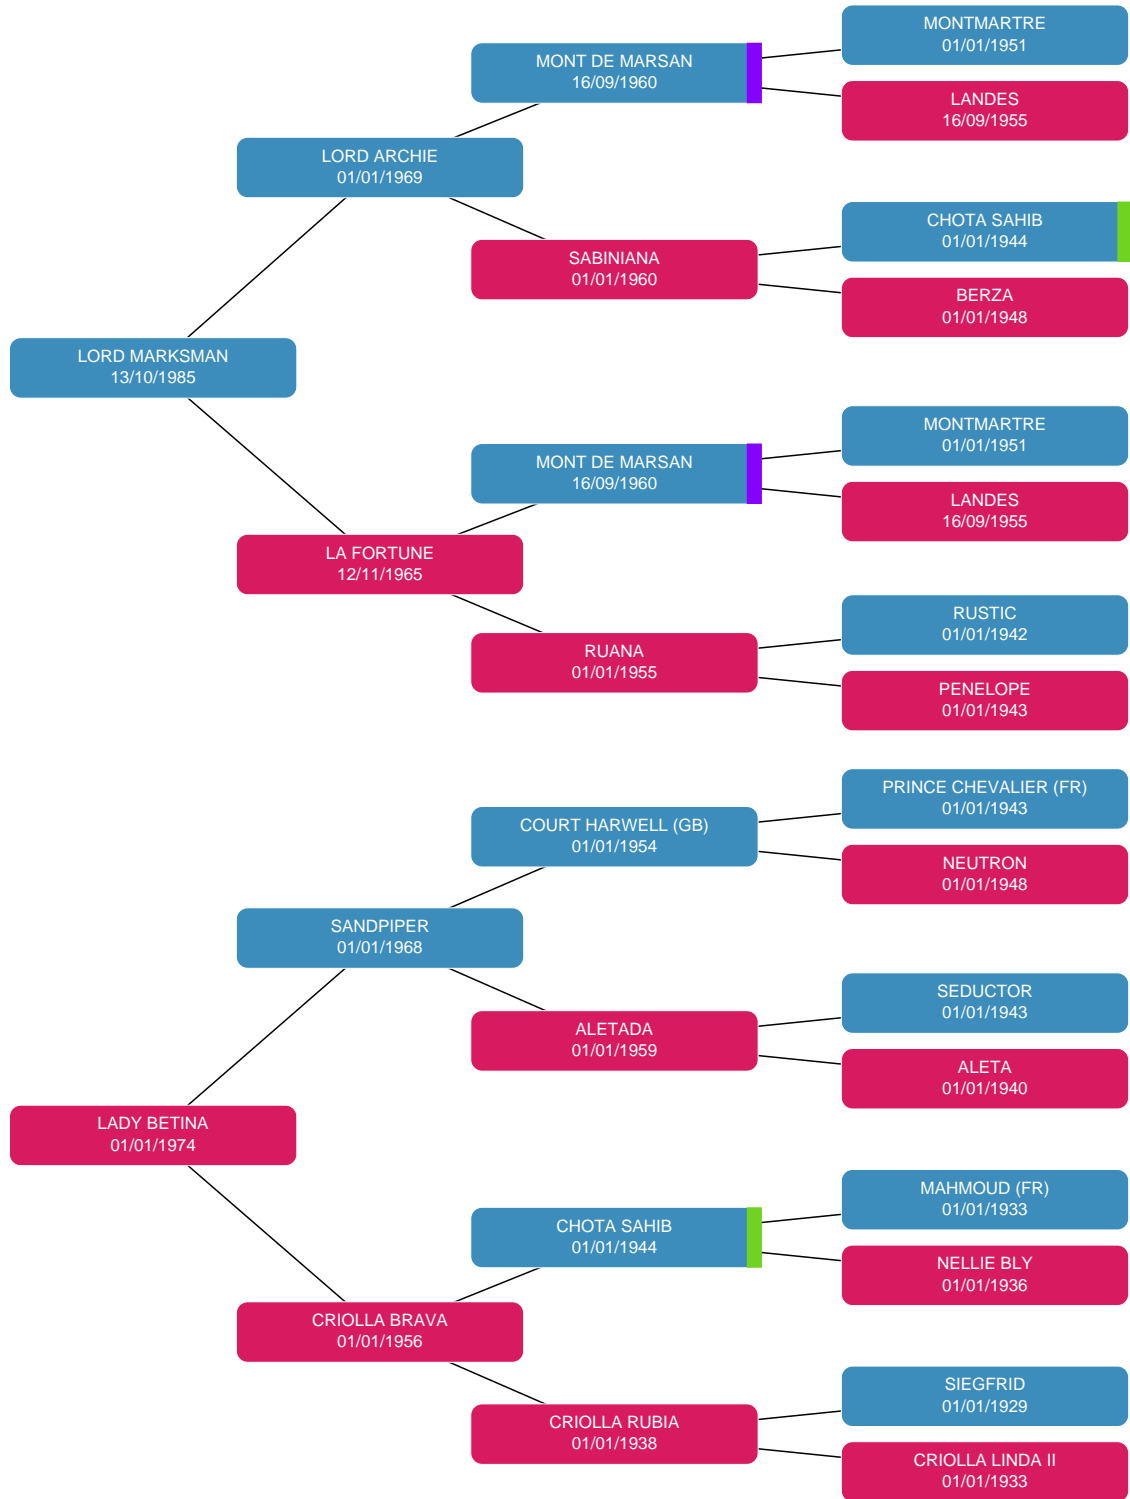 MONTMARTRE
01/01/1951
MONT DE MARSAN
16/09/1960
LANDES
16/09/1955
LORD ARCHIE
01/01/1969
CHOTA SAHIB
01/01/1944
SABINIANA
01/01/1960
BERZA
01/01/1948
LORD MARKSMAN
13/10/1985
MONTMARTRE
01/01/1951
MONT DE MARSAN
16/09/1960
LANDES
16/09/1955
LA FORTUNE
12/11/1965
RUSTIC
01/01/1942
RUANA
01/01/1955
PENELOPE
01/01/1943
PRINCE CHEVALIER (FR)
01/01/1943
COURT HARWELL (GB)
01/01/1954
NEUTRON
01/01/1948
SANDPIPER
01/01/1968
SEDUCTOR
01/01/1943
ALETADA
01/01/1959
ALETA
01/01/1940
LADY BETINA
01/01/1974
MAHMOUD (FR)
01/01/1933
CHOTA SAHIB
01/01/1944
NELLIE BLY
01/01/1936
CRIOLLA BRAVA
01/01/1956
SIEGFRID
01/01/1929
CRIOLLA RUBIA
01/01/1938
CRIOLLA LINDA II
01/01/1933